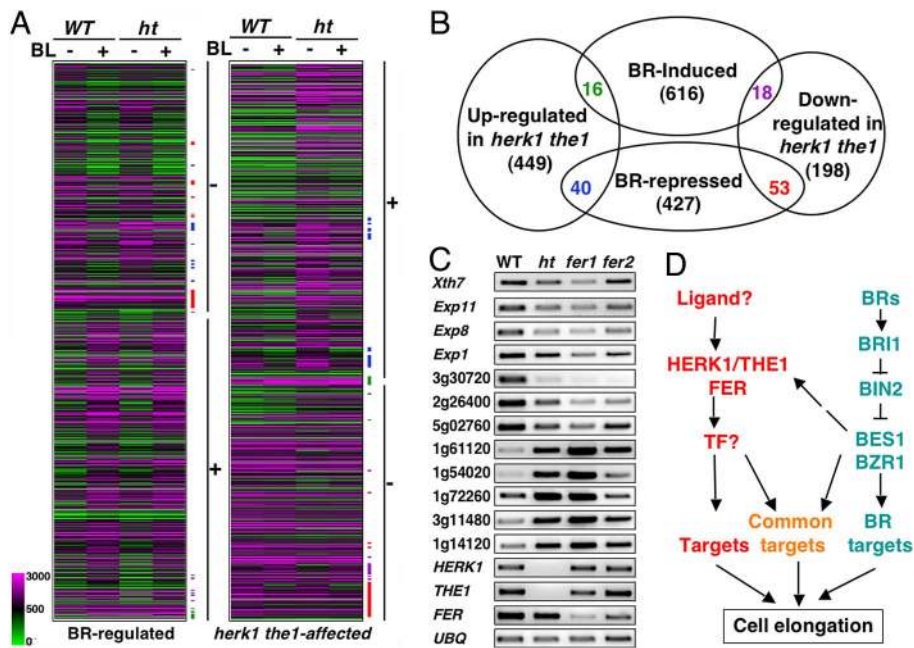 A
WT ht WT ht
BL - + - + BL - + - +
-
+
+
-
3000
500
0
BR-regulated
herk1 the1-affected
B
BR-Induced
(616)
16
18
Up-regulated
in herk1 the1
(449)
Down-
regulated in
herk1 the1
(198)
40
BR-repressed
(427)
53
C
WT ht fer1 fer2
Xth7
Exp11
Exp8
Exp1
3g30720
2g26400
5g02760
1g61120
1g54020
1g72260
3g11480
1g14120
HERK1
THE1
FER
UBQ
D
Ligand?
BRs
BRI1
HERK1/THE1
FER
BIN2
TF?
BES1
BZR1
Targets
Common
targets
BR
targets
Cell elongation